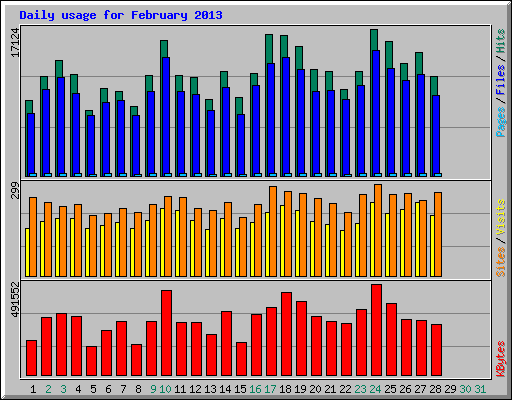 Daily usage for February 2013
17124
Pages / Files / Hits
299
Sites / Visits
491552
KBytes
1 2 3 4 5 6 7 8 9 10 11 12 13 14 15 16 17 18 19 20 21 22 23 24 25 26 27 28 29 30 31